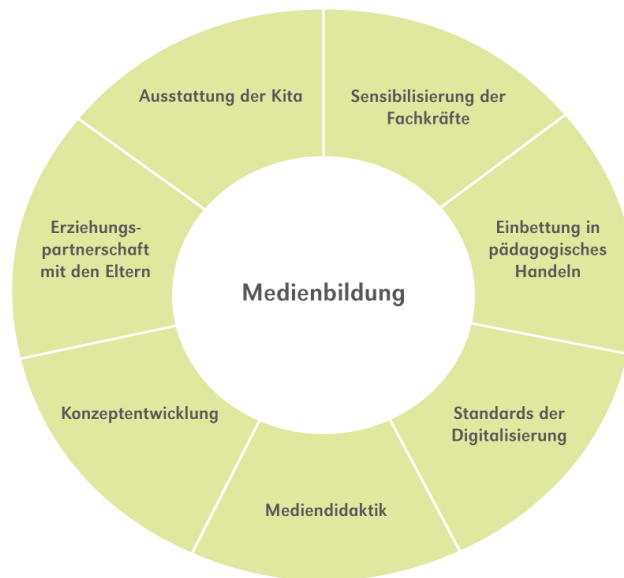 Ausstattung der Kita
Sensibilisierung der
Fachkräfte
Erziehungs-
partnerschaft
mit den Eltern
Einbettung in
pädagogisches
Handeln
Medienbildung
Konzeptentwicklung
Standards der
Digitalisierung
Mediendidaktik